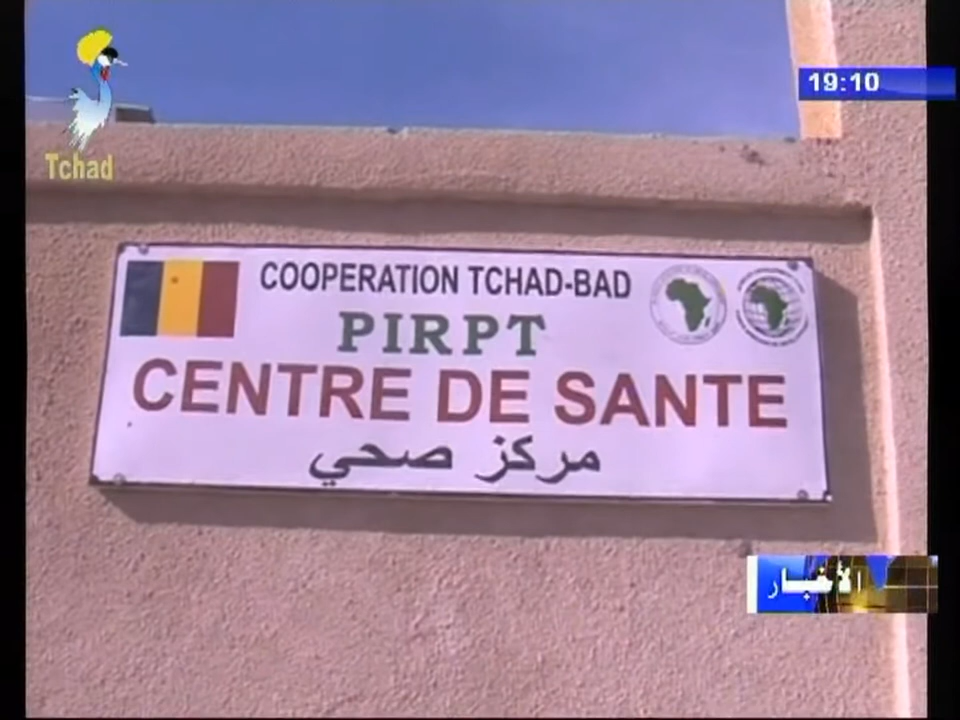 Tchad
19:10
COOPERATION TCHAD-BAD
PIRPT
CENTRE DE SANTE
مركز صحي
الأخبار